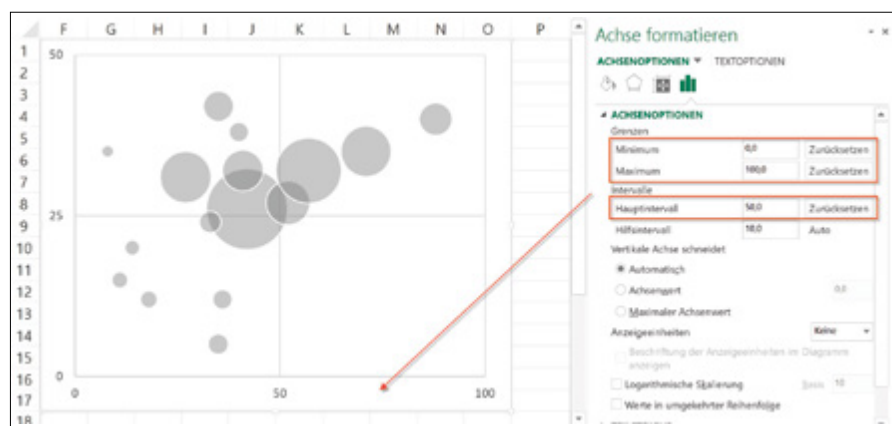 F G H I J K L M N O P
1
2
3
4
5
6
7
8
9
10
11
12
13
14
15
16
17
18
50
25
0
0 50 100
Achse formatieren
ACHSENOPTIONEN TEXTOPTIONEN
ACHSENOPTIONEN
Grenzen
Minimum 0,0 Zurücksetzen
Maximum 100,0 Zurücksetzen
Intervalle
Hauptintervall 50,0 Zurücksetzen
Hilfsintervall 10,0 Auto
Vertikale Achse schneidet
Automatisch
Achsenwert 0,0
Maximaler Achsenwert
Anzeigeeinheiten Keine
Beschriftung der Anzeigeeinheiten im Diagramm
anzeigen
Logarithmische Skalierung Basis 10
Werte in umgekehrter Reihenfolge